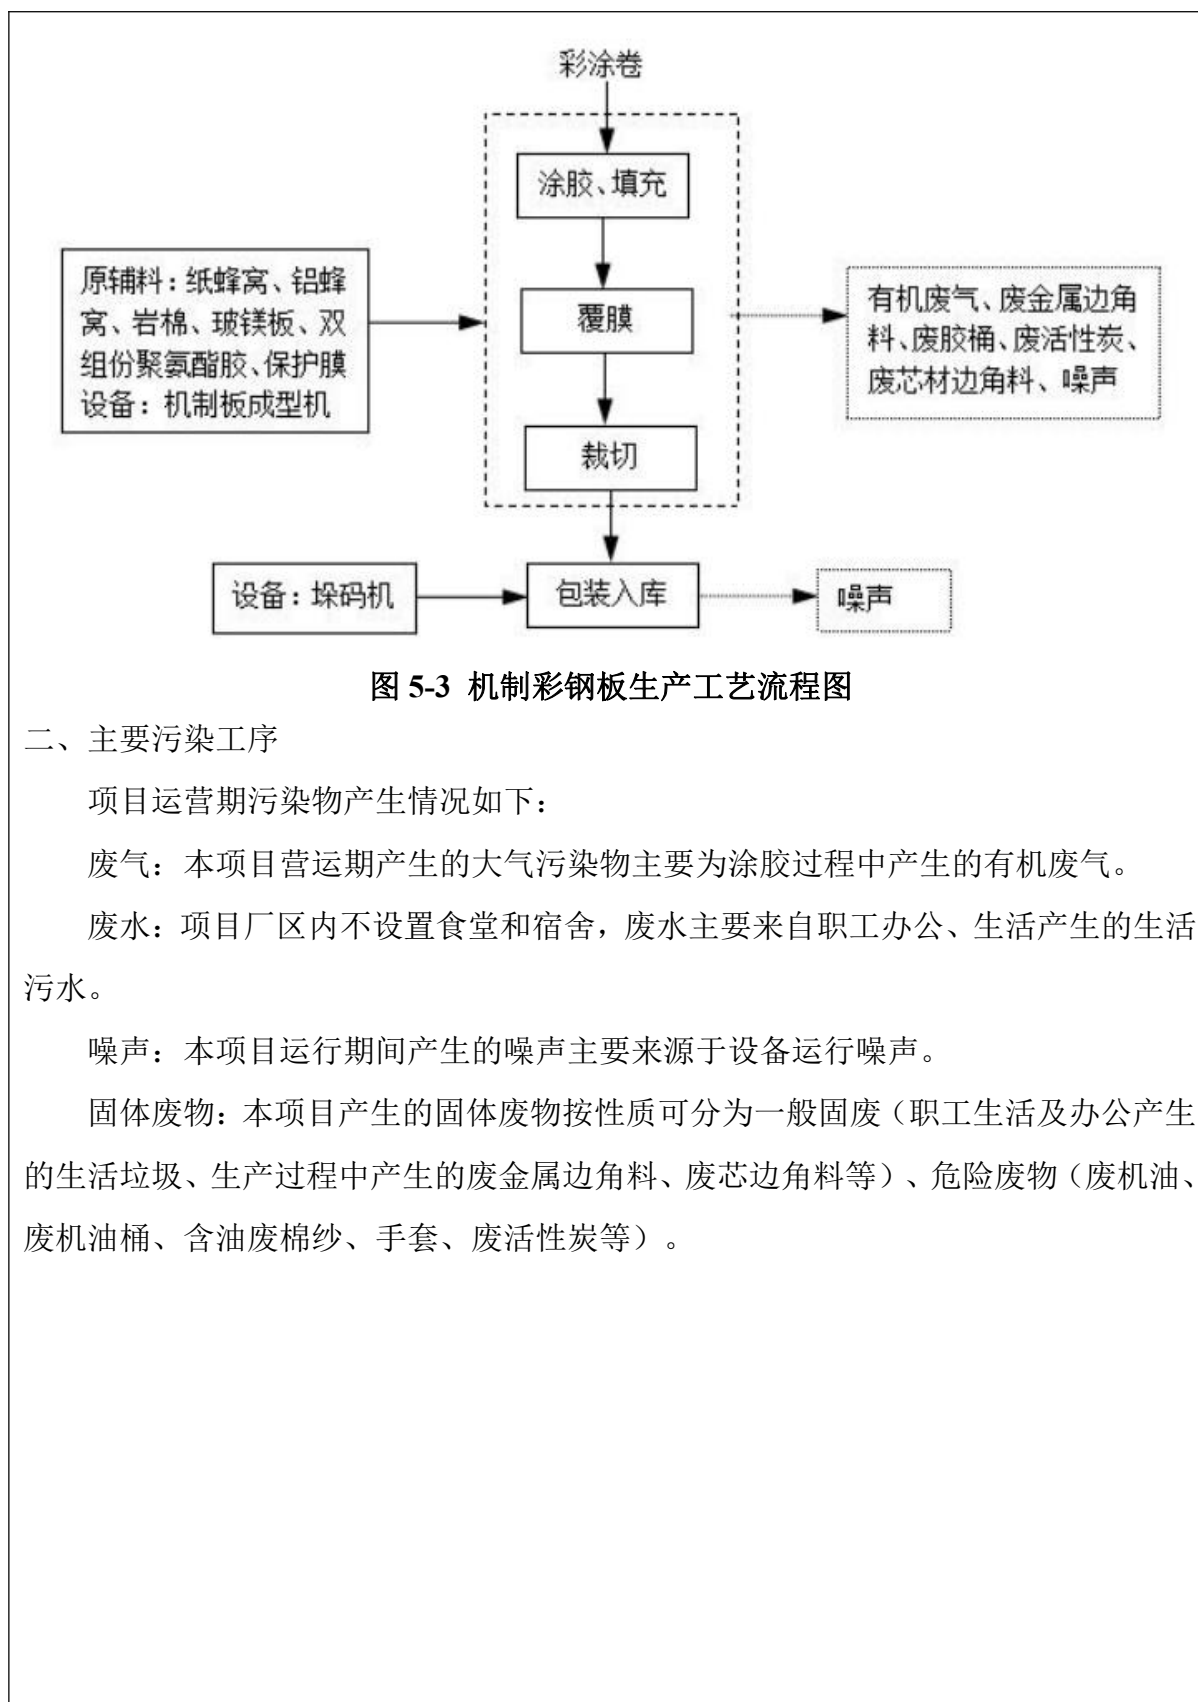 彩涂卷
涂胶、填充
原辅料：纸蜂窝、铝蜂
窝、岩棉、玻镁板、双
组份聚氨酯胶、保护膜
设备：机制板成型机
覆膜
有机废气、废金属边角
料、废胶桶、废活性炭、
废芯材边角料、噪声
裁切
设备：垛码机
包装入库
噪声
图 5-3 机制彩钢板生产工艺流程图
二、主要污染工序
项目运营期污染物产生情况如下：
废气：本项目营运期产生的大气污染物主要为涂胶过程中产生的有机废气。
废水：项目厂区内不设置食堂和宿舍，废水主要来自职工办公、生活产生的生活
污水。
噪声：本项目运行期间产生的噪声主要来源于设备运行噪声。
固体废物：本项目产生的固体废物按性质可分为一般固废（职工生活及办公产生
的生活垃圾、生产过程中产生的废金属边角料、废芯边角料等）、危险废物（废机油、
废机油桶、含油废棉纱、手套、废活性炭等）。